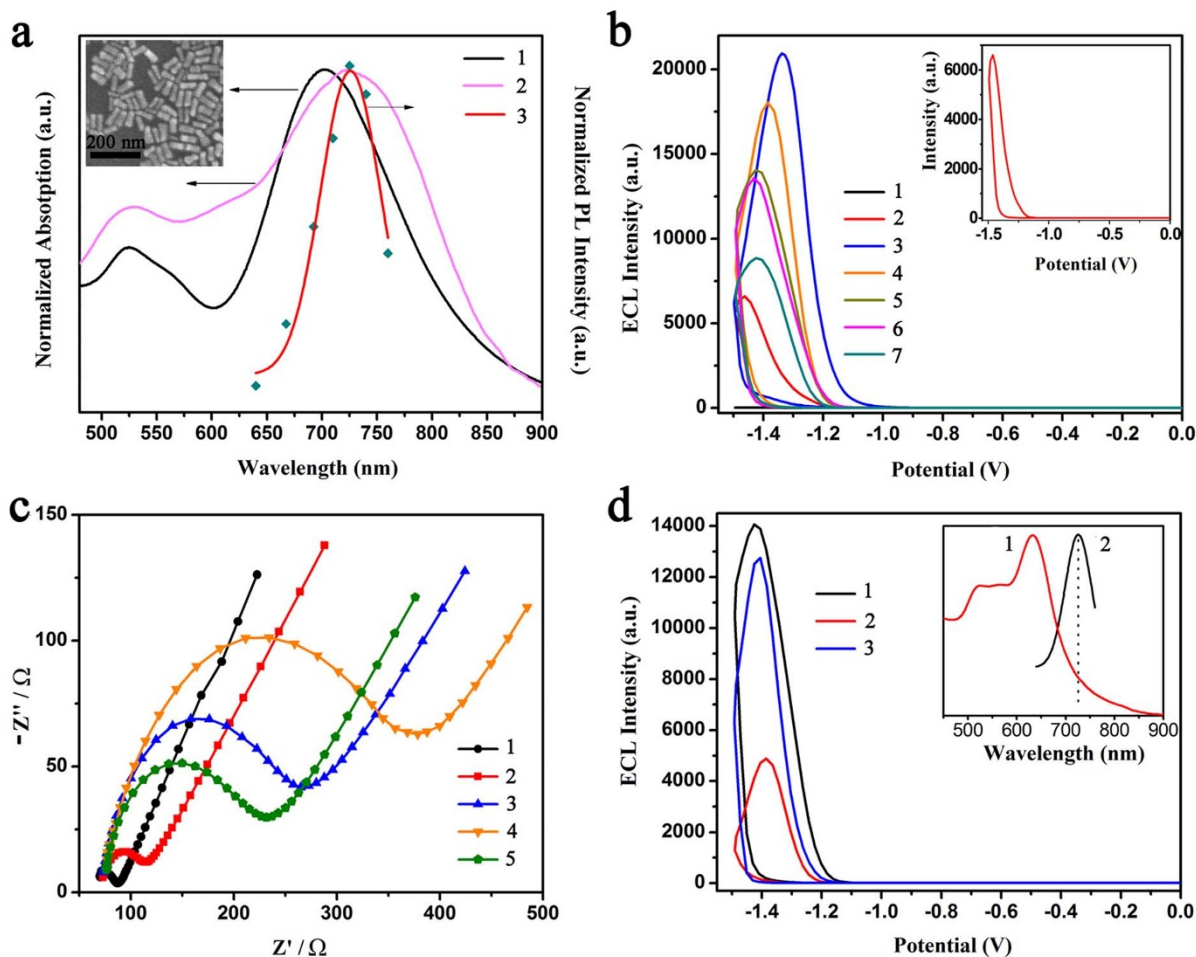 a
Normalized Absoption (a.u.)
200 nm
1
2
3
Normalized PL Intensity (a.u.)
500 550 600 650 700 750 800 850 900
Wavelength (nm)
b
ECL Intensity (a.u.)
20000
15000
10000
5000
0
1
2
3
4
5
6
7
Intensity (a.u.)
6000
4000
2000
0
-1.5 -1.0 -0.5 0.0
Potential (V)
-1.4 -1.2 -1.0 -0.8 -0.6 -0.4 -0.2 0.0
Potential (V)
c
-Z'' / Ω
150
100
50
0
1
2
3
4
5
100 200 300 400 500
Z' / Ω
d
ECL Intensity (a.u.)
14000
12000
10000
8000
6000
4000
2000
0
1
2
3
1 2
500 600 700 800 900
Wavelength (nm)
-1.4 -1.2 -1.0 -0.8 -0.6 -0.4 -0.2 0.0
Potential (V)